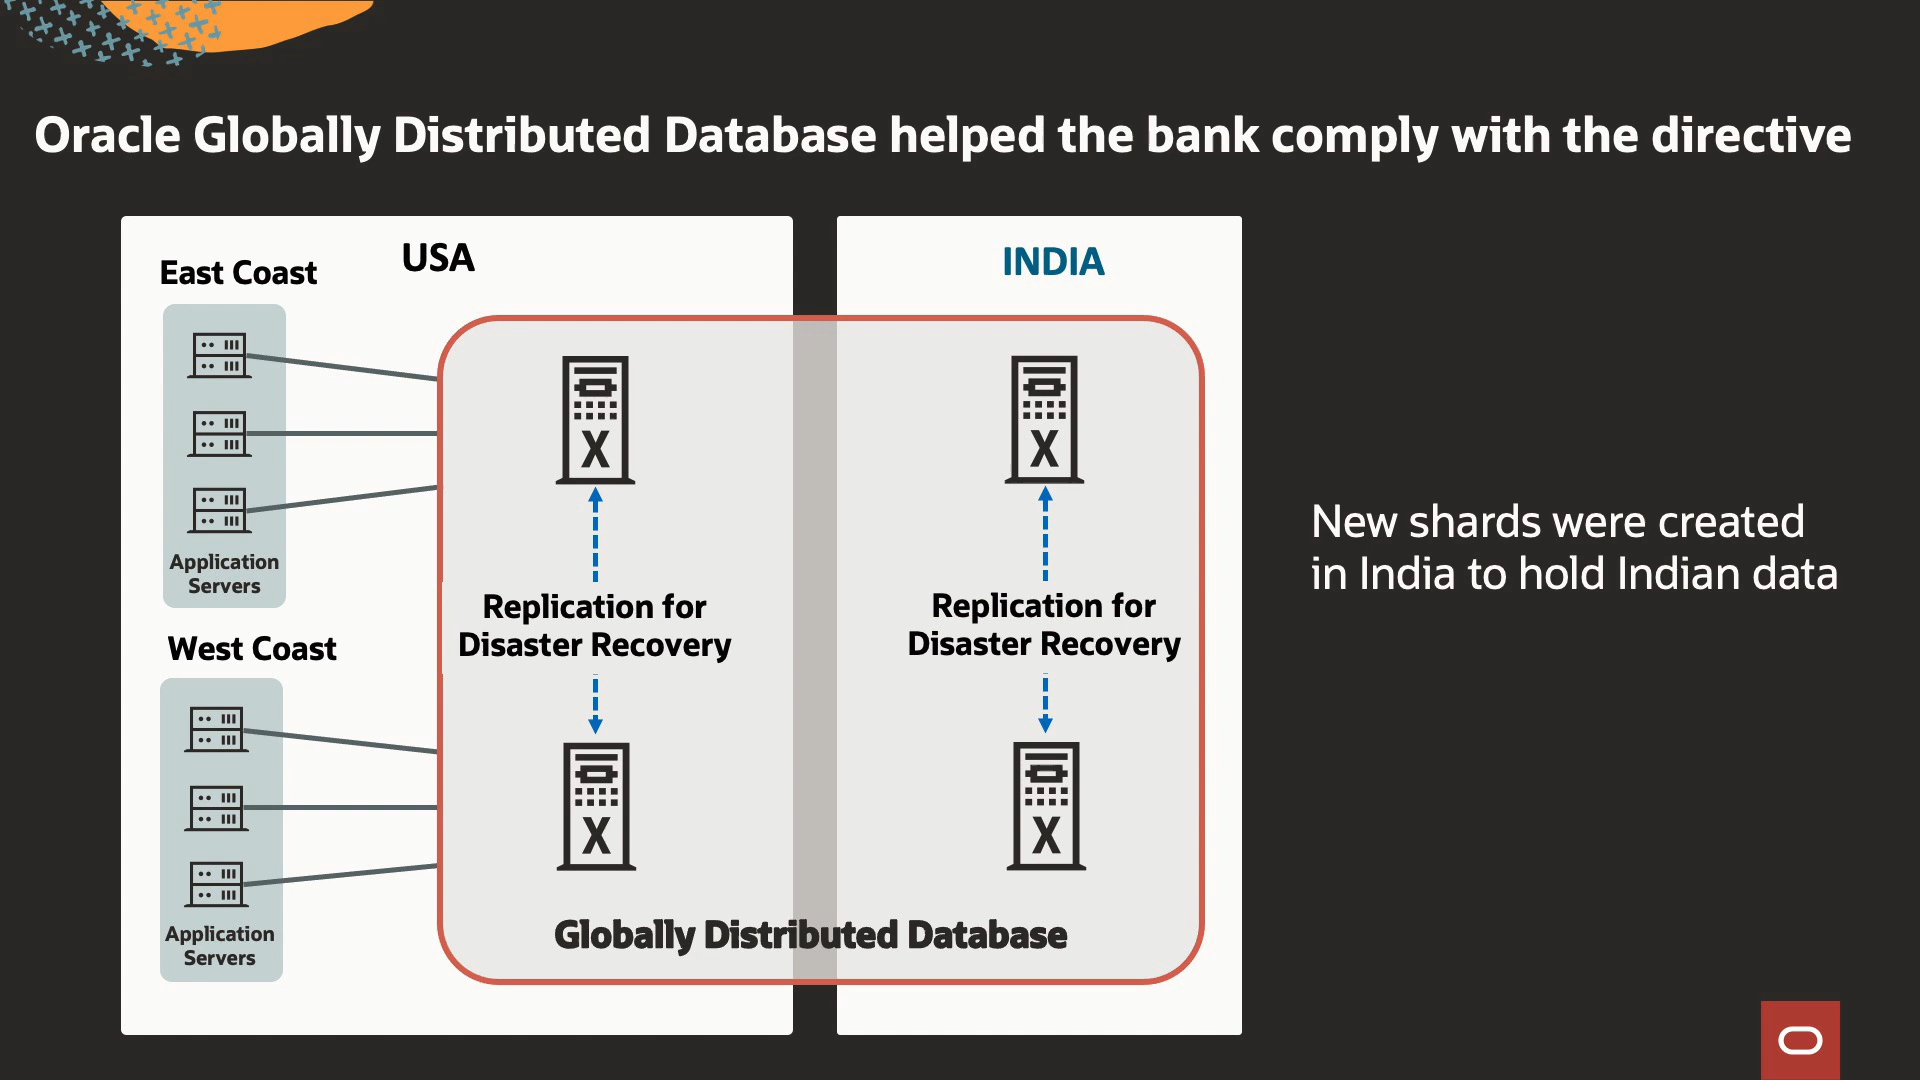 Oracle Globally Distributed Database helped the bank comply with the directive
USA
East Coast
Application
Servers
West Coast
Application
Servers
X
Replication for
Disaster Recovery
X
INDIA
X
Replication for
Disaster Recovery
X
Globally Distributed Database
New shards were created
in India to hold Indian data